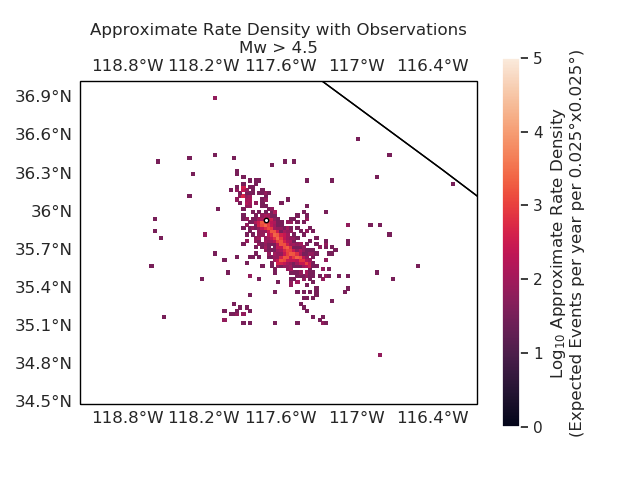 Approximate Rate Density with Observations
Mw > 4.5
118.8°W 118.2°W 117.6°W 117°W 116.4°W
36.9°N
36.6°N
36.3°N
36°N
35.7°N
35.4°N
35.1°N
34.8°N
34.5°N
118.8°W 118.2°W 117.6°W 117°W 116.4°W
5
4
3
2
1
0
Log₁₀ Approximate Rate Density
(Expected Events per year per 0.025°x0.025°)